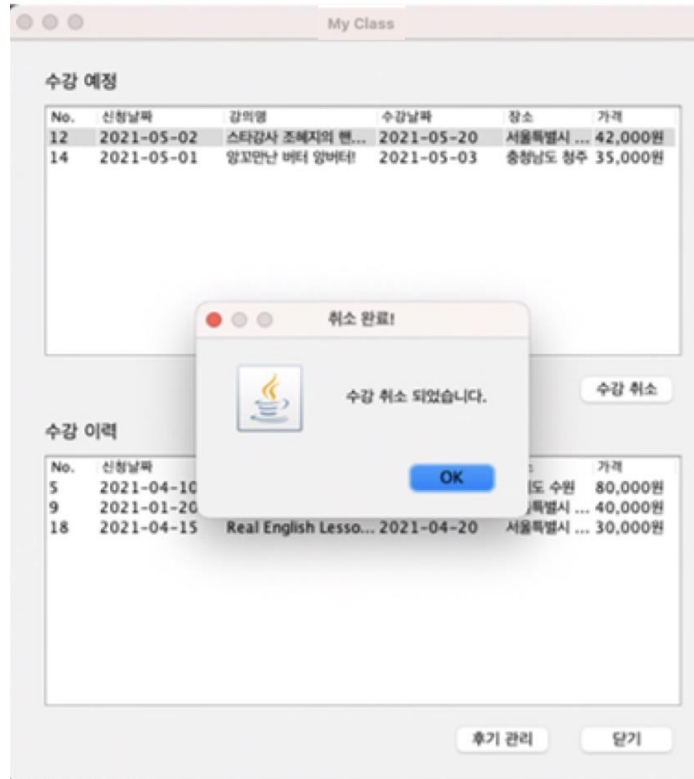 My Class
수강 예정
No. 신청날짜 강의명 수강날짜 장소 가격
12 2021-05-02 스타강사 조혜지의 핸... 2021-05-20 서울특별시 ... 42,000원
14 2021-05-01 앙꼬만난 버터 앙버터! 2021-05-03 충청남도 청주 35,000원
취소 완료!
수강 취소 되었습니다.
OK
수강 취소
수강 이력
No. 신청날짜 가격
5 2021-04-10 수원 80,000원
9 2021-01-20 ... 40,000원
18 2021-04-15 Real English Lesso... 2021-04-20 서울특별시 ... 30,000원
후기 관리 닫기